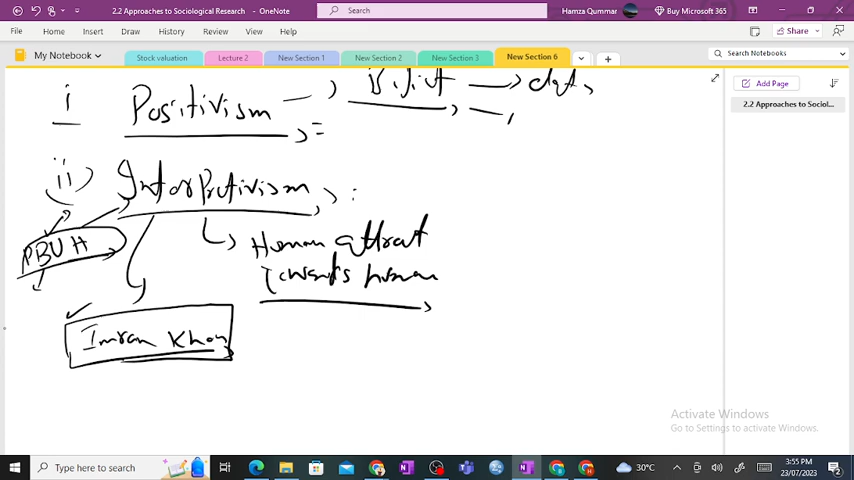 2.2 Approaches to Sociological Research - OneNote
Search
Hamza Qummar
Buy Microsoft 365
File Home Insert Draw History Review View Help
Share
My Notebook
Stock valuation
Lecture 2
New Section 1
New Section 2
New Section 3
New Section 6
Search Notebooks
Add Page
2.2 Approaches to Sociol...
i Positivism
ii) Interpretivism
PBUH
Human attract
towards human
Imran Khan
Activate Windows
Go to Settings to activate Windows.
Type here to search
30°C
3:55 PM
23/07/2023